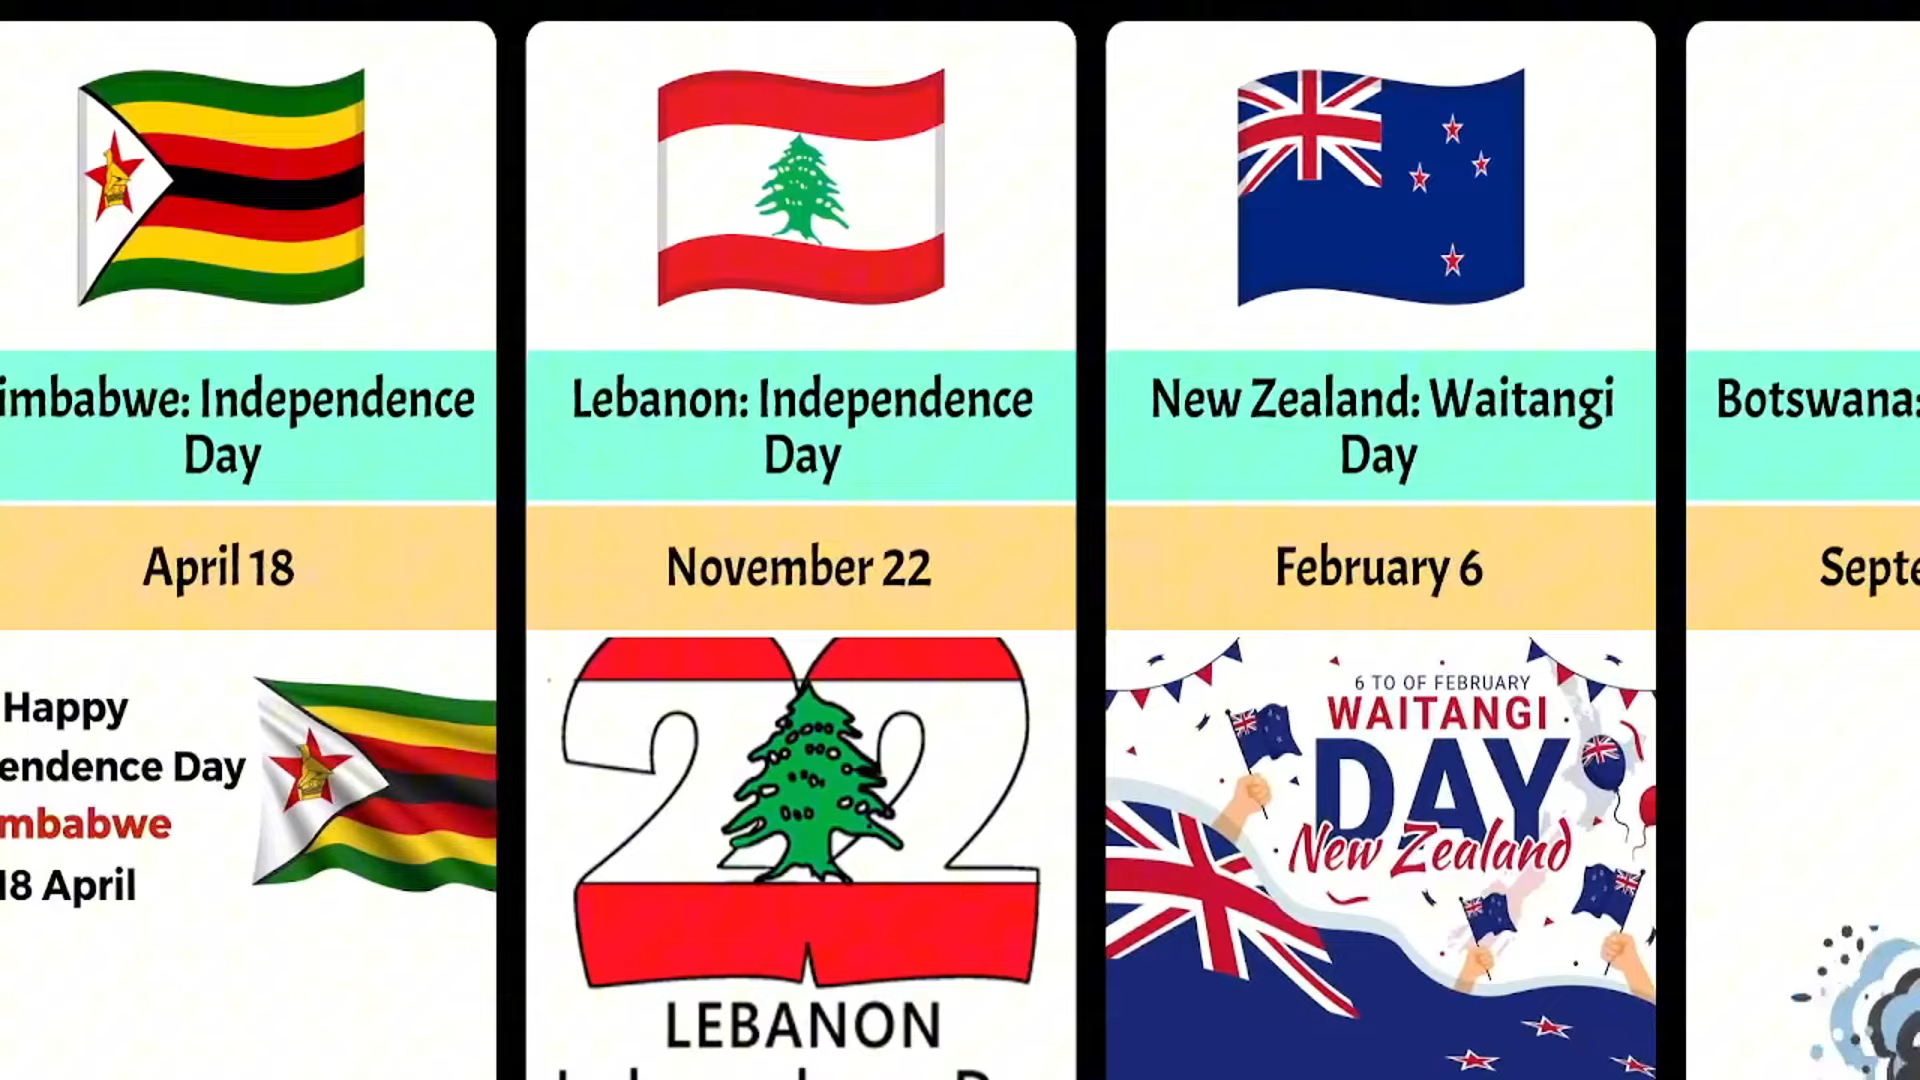 imbabwe: Independence
Day
April 18
Happy
endence Day
mbabwe
18 April
Lebanon: Independence
Day
November 22
22
LEBANON
New Zealand: Waitangi
Day
February 6
6 TO OF FEBRUARY
WAITANGI
DAY
New Zealand
Botswana:
Septe